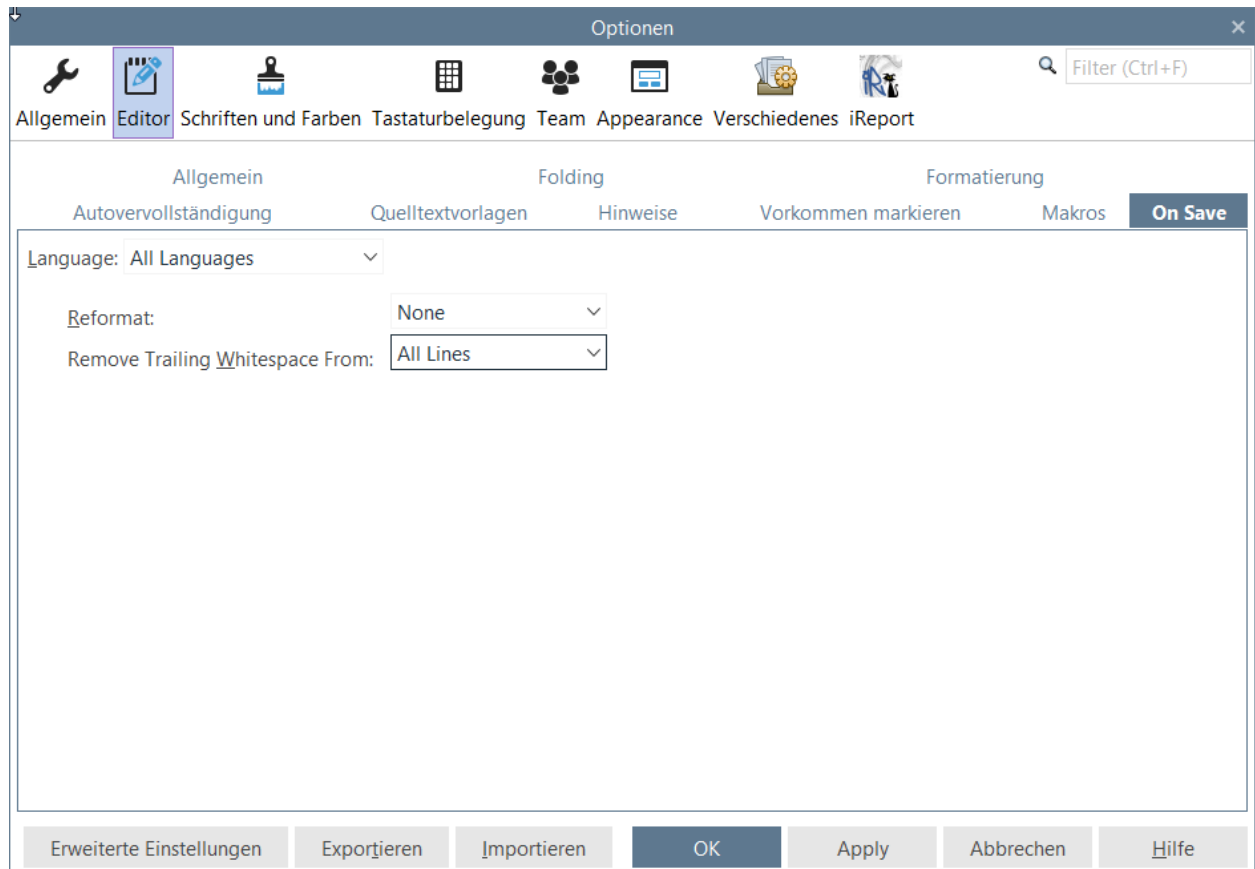 Optionen
Filter (Ctrl+F)
Allgemein Editor Schriften und Farben Tastaturbelegung Team Appearance Verschiedenes iReport
Allgemein Folding Formatierung
Autovervollständigung Quelltextvorlagen Hinweise Vorkommen markieren Makros On Save
Language: All Languages
Reformat: None
Remove Trailing Whitespace From: All Lines
Erweiterte Einstellungen Exportieren Importieren OK Apply Abbrechen Hilfe